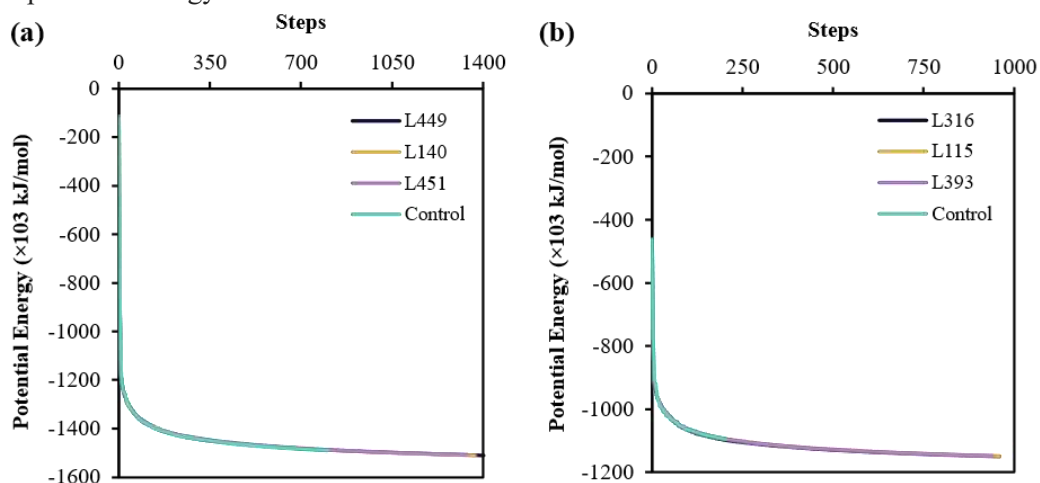 (a)
Steps
0 350 700 1050 1400
0
-200
-400
-600
-800
-1000
-1200
-1400
-1600
Potential Energy (×103 kJ/mol)
L449
L140
L451
Control
(b)
Steps
0 250 500 750 1000
0
-200
-400
-600
-800
-1000
-1200
Potential Energy (×103 kJ/mol)
L316
L115
L393
Control